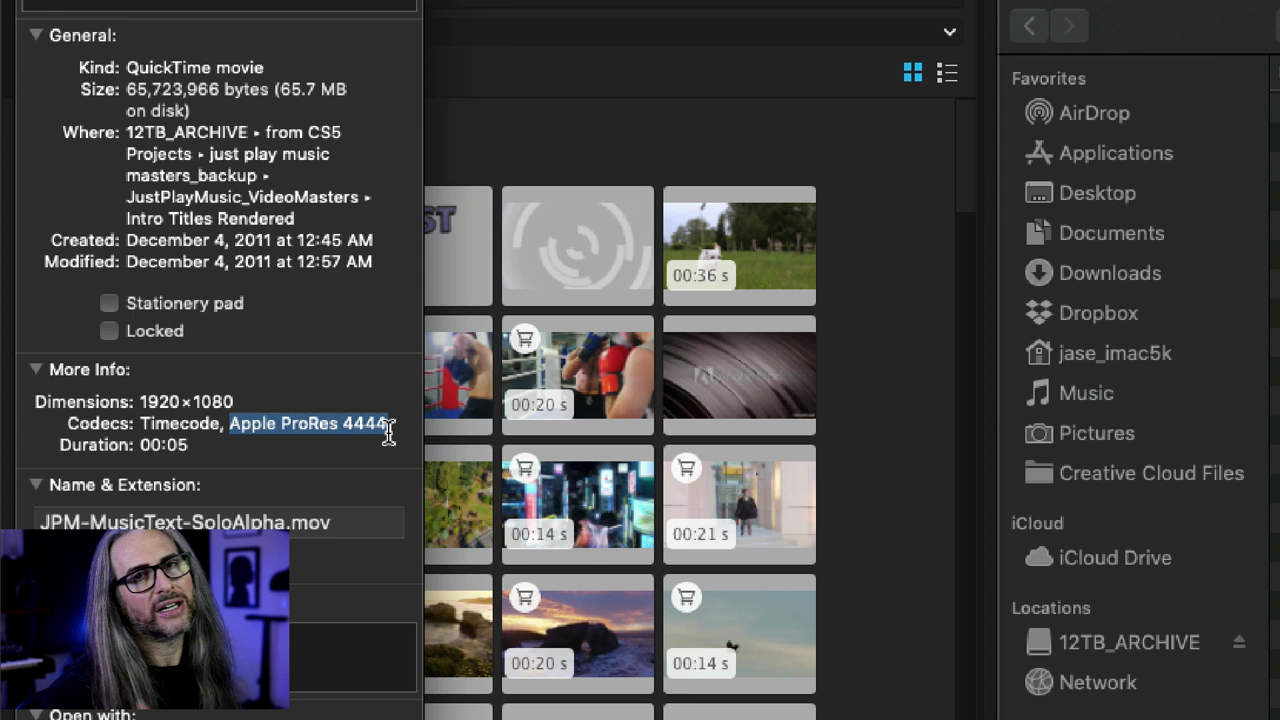 General:
Kind: QuickTime movie
Size: 65,723,966 bytes (65.7 MB
on disk)
Where: 12TB_ARCHIVE ▸ from CS5
Projects ▸ just play music
masters_backup ▸
JustPlayMusic_VideoMasters ▸
Intro Titles Rendered
Created: December 4, 2011 at 12:45 AM
Modified: December 4, 2011 at 12:57 AM
Stationery pad
Locked
More Info:
Dimensions: 1920×1080
Codecs: Timecode, Apple ProRes 4444
Duration: 00:05
Name & Extension:
JPM-MusicText-SoloAlpha.mov
Open with:
ST
00:36 s
00:20 s
00:14 s
00:21 s
00:20 s
00:14 s
Favorites
AirDrop
Applications
Desktop
Documents
Downloads
Dropbox
jase_imac5k
Music
Pictures
Creative Cloud Files
iCloud
iCloud Drive
Locations
12TB_ARCHIVE
Network